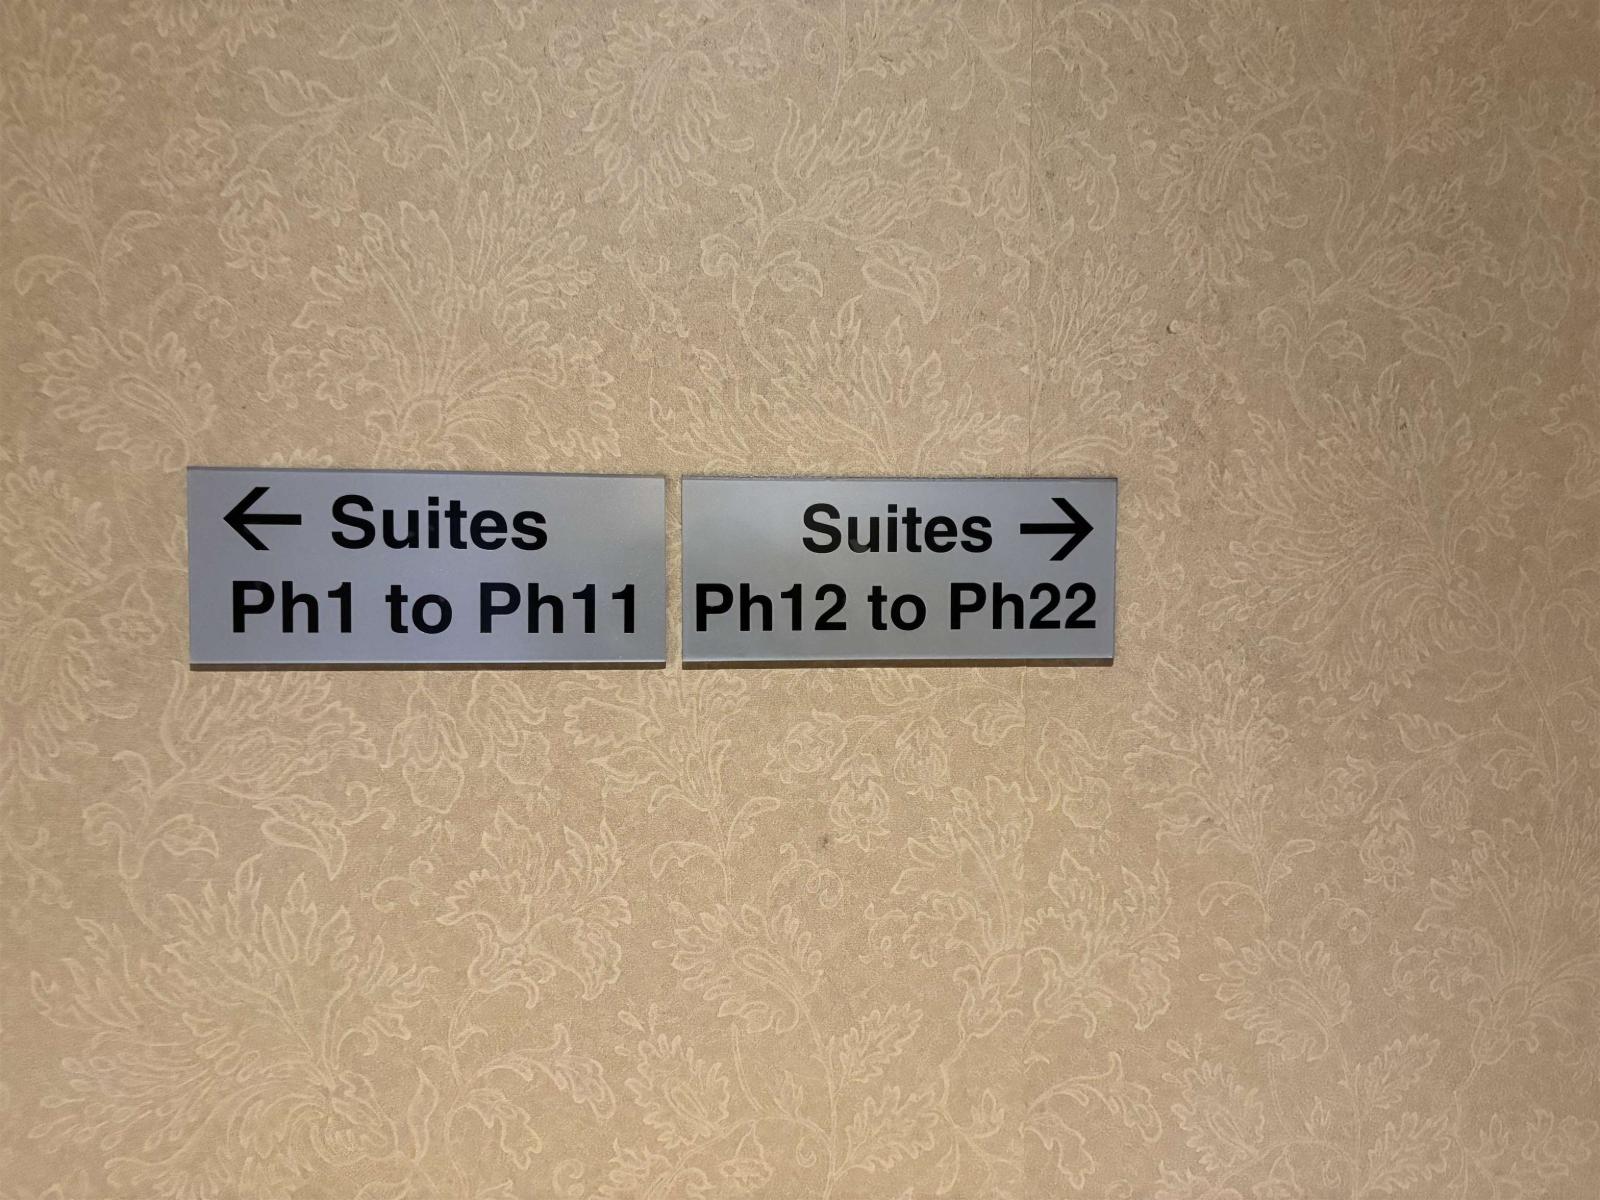 ← Suites
Ph1 to Ph11
Suites →
Ph12 to Ph22